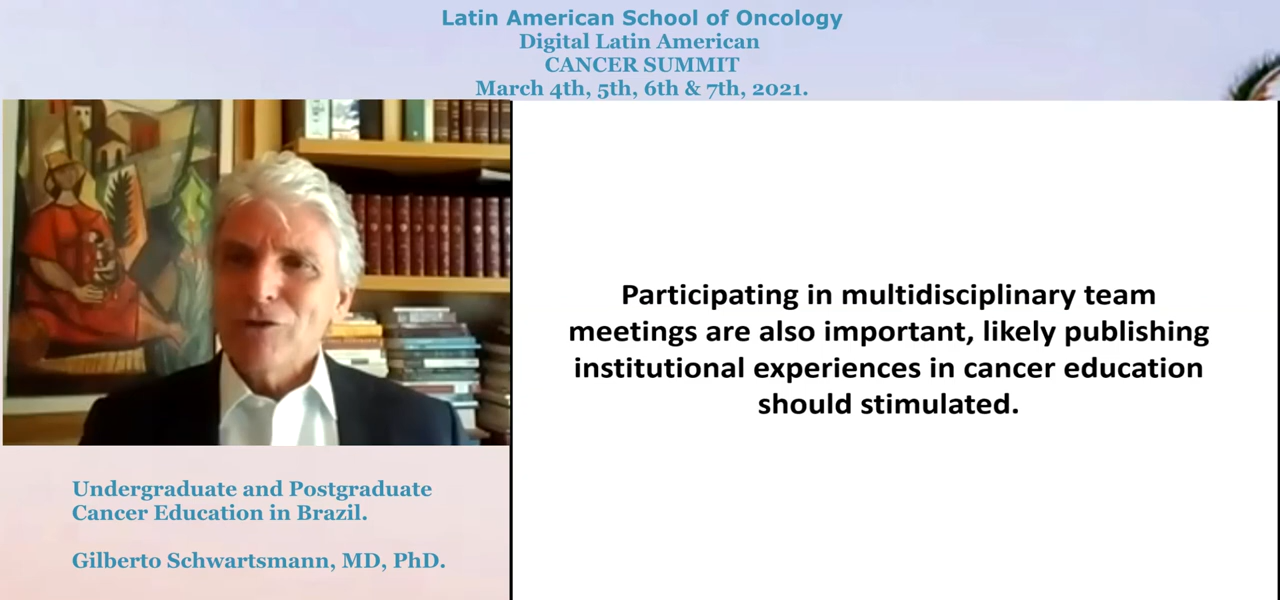 Latin American School of Oncology
Digital Latin American
CANCER SUMMIT
March 4th, 5th, 6th & 7th, 2021.
Participating in multidisciplinary team
meetings are also important, likely publishing
institutional experiences in cancer education
should stimulated.
Undergraduate and Postgraduate
Cancer Education in Brazil.
Gilberto Schwartsmann, MD, PhD.